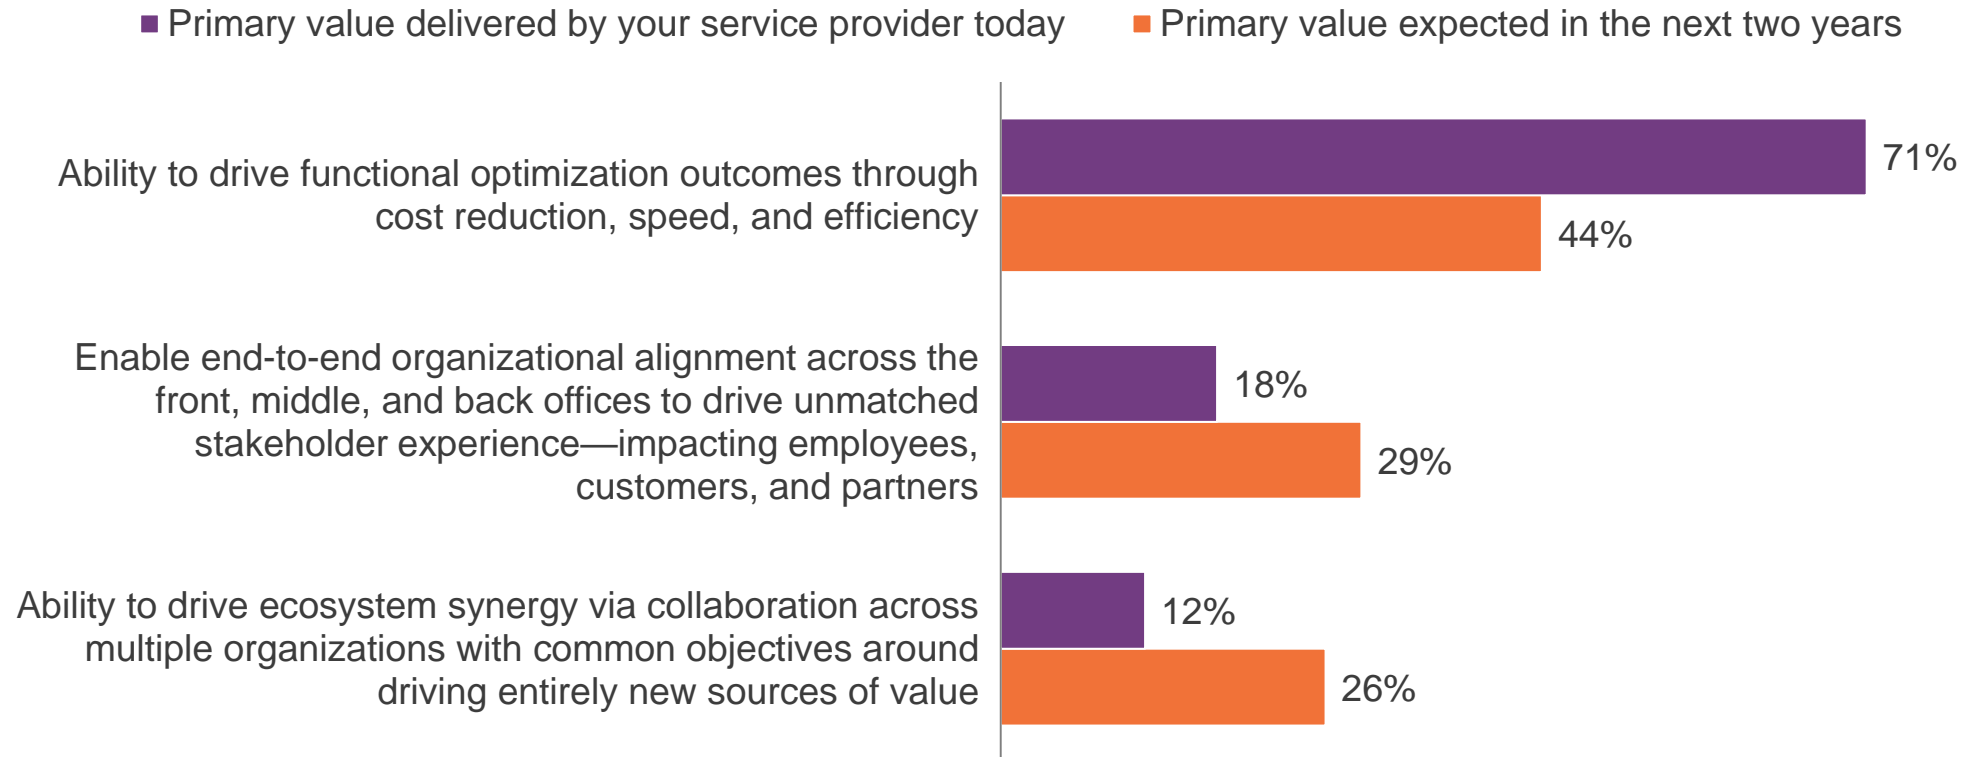 Primary value delivered by your service provider today
Primary value expected in the next two years
Ability to drive functional optimization outcomes through
cost reduction, speed, and efficiency
71%
44%
Enable end-to-end organizational alignment across the
front, middle, and back offices to drive unmatched
stakeholder experience—impacting employees,
customers, and partners
18%
29%
Ability to drive ecosystem synergy via collaboration across
multiple organizations with common objectives around
driving entirely new sources of value
12%
26%